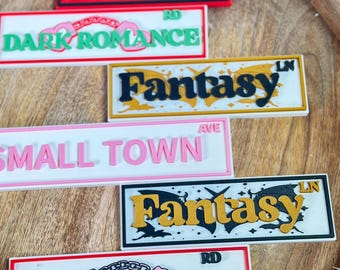 RD
DARK ROMANCE
LN
Fantasy
AVE
SMALL TOWN
LN
Fantasy
RD